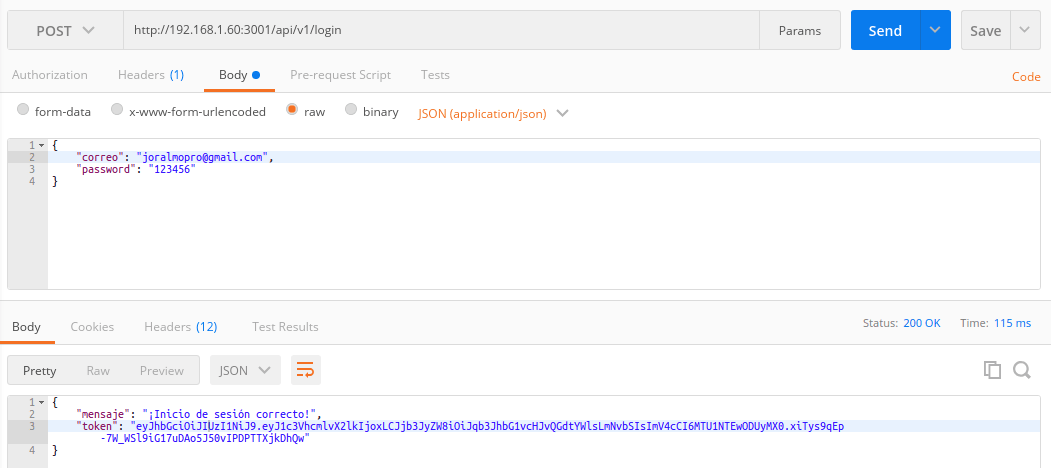 POST http://192.168.1.60:3001/api/v1/login Params Send Save
Authorization Headers (1) Body Pre-request Script Tests Code
form-data x-www-form-urlencoded raw binary JSON (application/json)
1 {
2 "correo": "joralmopro@gmail.com",
3 "password": "123456"
4 }
Body Cookies Headers (12) Test Results Status: 200 OK Time: 115 ms
Pretty Raw Preview JSON
1 {
2 "mensaje": "¡Inicio de sesión correcto!",
3 "token": "eyJhbGciOiJIUzI1NiJ9.eyJ1c3VhcmlvX2lkIjoxLCJjb3JyZW8iOiJqb3JhbG1vcHJvQGdtYWlsLmNvbSIsImV4cCI6MTU1NTEwODUyMX0.xiTys9qEp
-7W_WSl9iG17uDAo5J50vIPDPTTXjkDhQw"
4 }